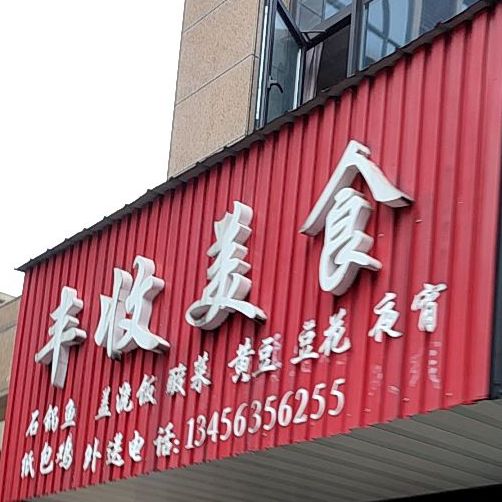 丰收美食
石锅鱼 盖浇饭 酸菜 黄豆 豆花 夜宵
纸包鸡 外送电话:13456356255